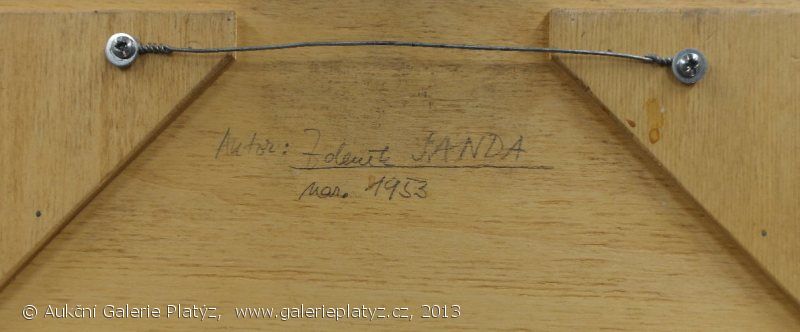 Autor: Zdeněk JANDA
nar. 1953
© Aukční Galerie Platýz, www.galerieplatyz.cz, 2013